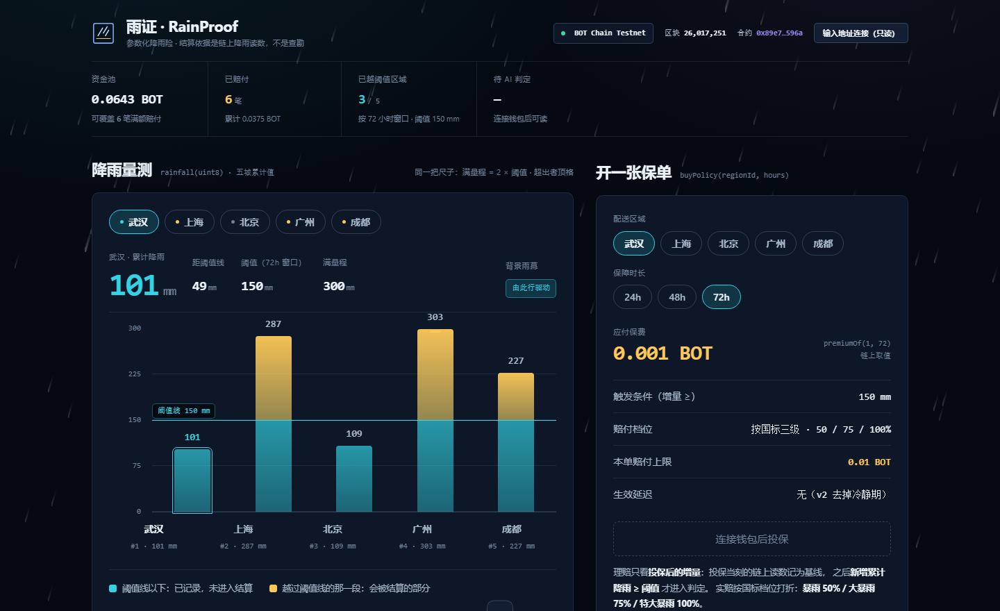 雨证 · RainProof
参数化降雨险 · 结算依据是链上降雨读数，不是查勘
BOT Chain Testnet
区块 26,017,251
合约 0x89e7…596a
输入地址连接（只读）
资金池
0.0643 BOT
可覆盖 6 笔满额赔付
已赔付
6 笔
累计 0.0375 BOT
已越阈值区域
3 / 5
按 72 小时窗口 · 阈值 150 mm
待 AI 判定
—
连接钱包后可读
降雨量测 rainfall(uint8) · 五城累计值
同一把尺子：满量程 = 2 × 阈值 · 超出者顶格
武汉
上海
北京
广州
成都
武汉 · 累计降雨
101 mm
距阈值线
49 mm
阈值（72h 窗口）
150 mm
满量程
300 mm
背景雨幕
由此行驱动
300
225
150
75
0
阈值线 150 mm
101
287
109
303
227
武汉
#1 · 101 mm
上海
#2 · 287 mm
北京
#3 · 109 mm
广州
#4 · 303 mm
成都
#5 · 227 mm
阈值线以下：已记录，未进入结算
越过阈值线的那一段：会被结算的部分
开一张保单 buyPolicy(regionId, hours)
配送区域
武汉
上海
北京
广州
成都
保障时长
24h
48h
72h
应付保费
0.001 BOT
premiumOf(1, 72)
链上取值
触发条件（增量 ≥）
150 mm
赔付档位
按国标三级 · 50 / 75 / 100%
本单赔付上限
0.01 BOT
生效延迟
无（v2 去掉冷静期）
连接钱包后投保
理赔只看投保后的增量：投保当刻的链上读数记为基线， 之后新增累计
降雨 ≥ 阈值 才进入判定。 实赔按国标档位打折：暴雨 50% / 大暴雨
75% / 特大暴雨 100%。